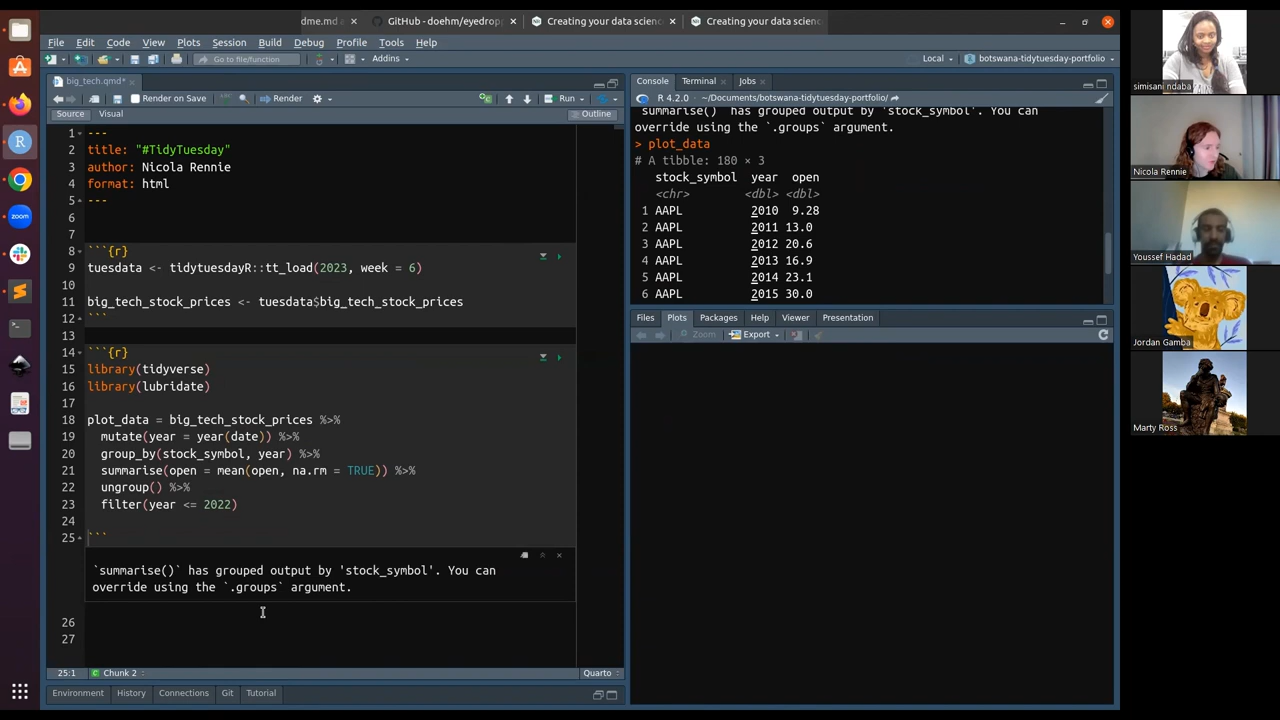 dme.md a
GitHub - doehm/eyedropp
Creating your data scien
Creating your data scien
File Edit Code View Plots Session Build Debug Profile Tools Help
Go to file/function
Addins
Local
botswana-tidytuesday-portfolio
big_tech.qmd*
Render on Save
Render
Run
Source Visual
Outline
1 ---
2 title: "#TidyTuesday"
3 author: Nicola Rennie
4 format: html
5 ---
6
7
8 ```{r}
9 tuesdata <- tidytuesdayR::tt_load(2023, week = 6)
10
11 big_tech_stock_prices <- tuesdata$big_tech_stock_prices
12 ```
13
14 ```{r}
15 library(tidyverse)
16 library(lubridate)
17
18 plot_data = big_tech_stock_prices %>%
19 mutate(year = year(date)) %>%
20 group_by(stock_symbol, year) %>%
21 summarise(open = mean(open, na.rm = TRUE)) %>%
22 ungroup() %>%
23 filter(year <= 2022)
24
25 ```
`summarise()` has grouped output by 'stock_symbol'. You can
override using the `.groups` argument.
26
27
25:1
Chunk 2
Quarto
Environment History Connections Git Tutorial
Console Terminal Jobs
R 4.2.0 · ~/Documents/botswana-tidytuesday-portfolio/
`summarise()` has grouped output by 'stock_symbol'. You can
override using the `.groups` argument.
> plot_data
# A tibble: 180 × 3
stock_symbol year open
<chr> <dbl> <dbl>
1 AAPL 2010 9.28
2 AAPL 2011 13.0
3 AAPL 2012 20.6
4 AAPL 2013 16.9
5 AAPL 2014 23.1
6 AAPL 2015 30.0
Files Plots Packages Help Viewer Presentation
Zoom
Export
simisani ndaba
Nicola Rennie
Youssef Hadad
Jordan Gamba
Marty Ross
zoom